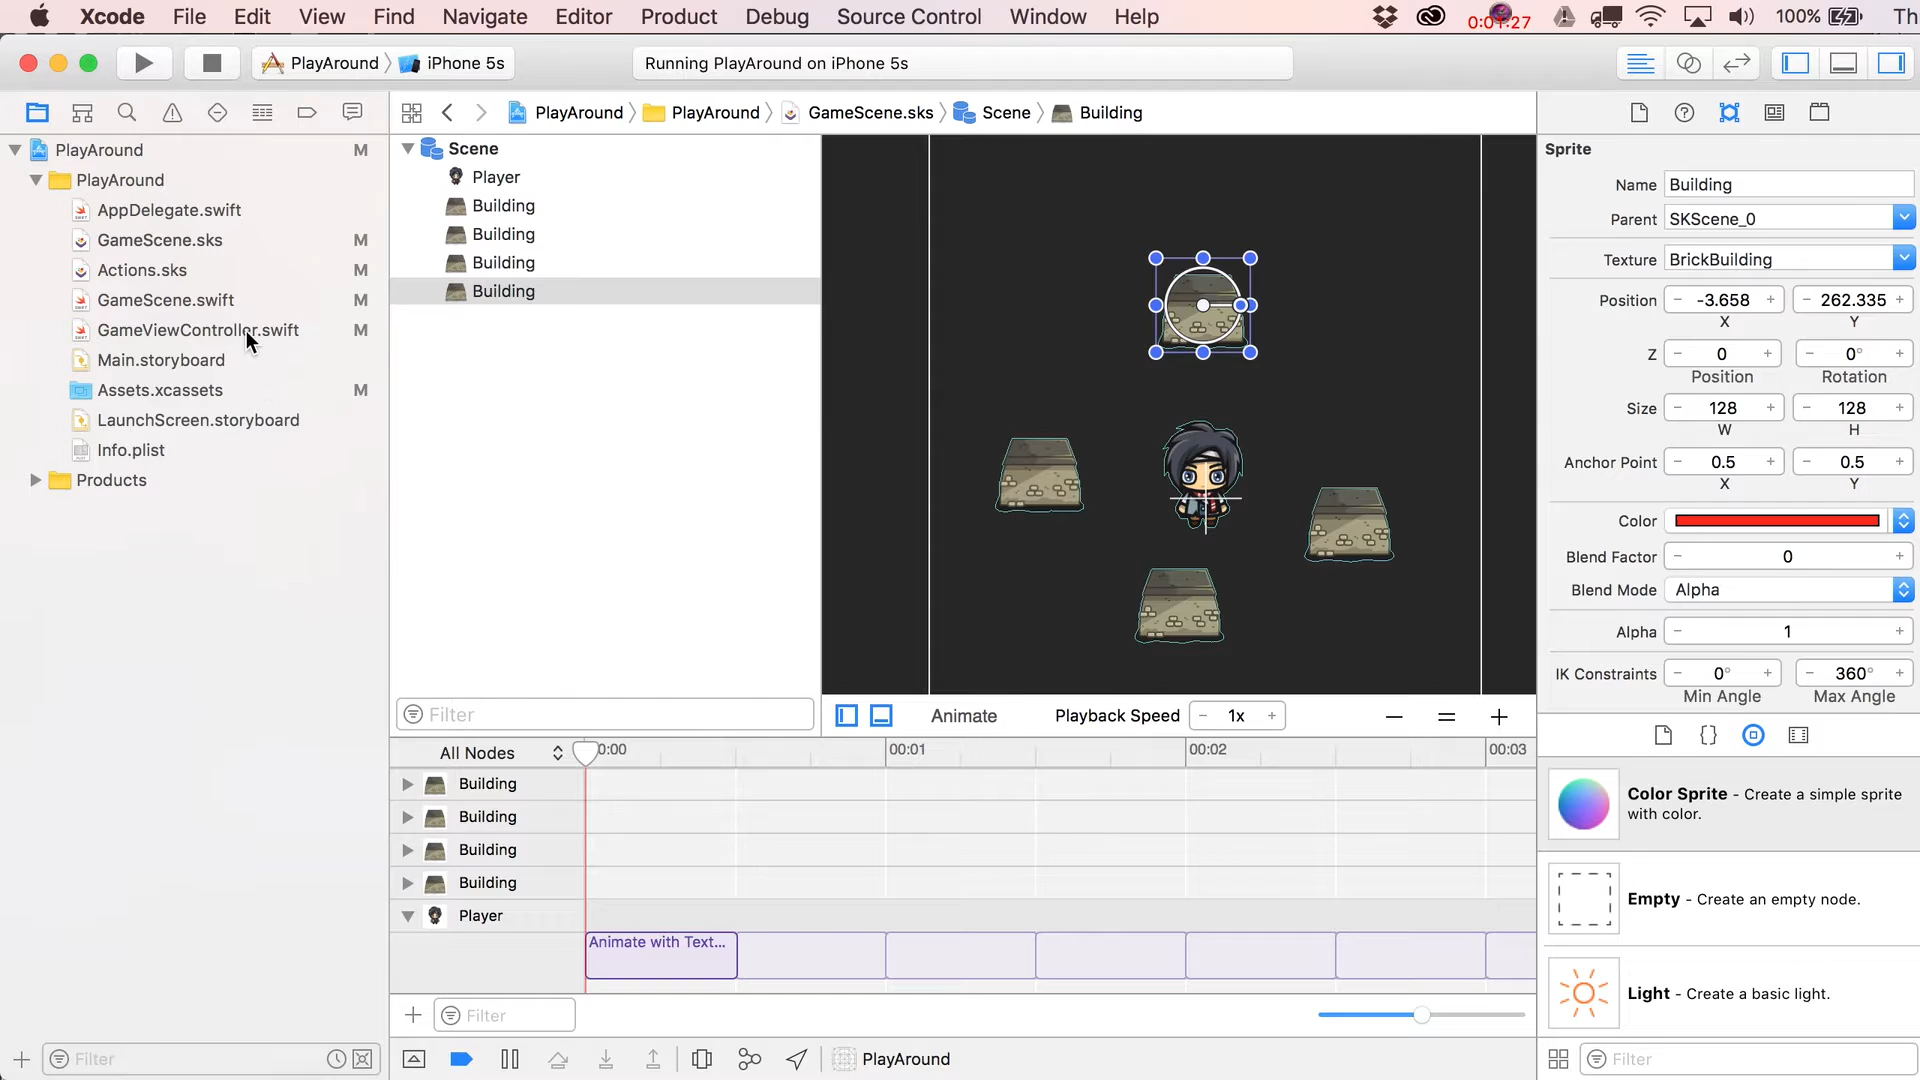 Xcode File Edit View Find Navigate Editor Product Debug Source Control Window Help 0:01:27 100% Th
PlayAround iPhone 5s Running PlayAround on iPhone 5s
PlayAround PlayAround GameScene.sks Scene Building
PlayAround M
PlayAround
AppDelegate.swift
GameScene.sks M
Actions.sks M
GameScene.swift M
GameViewController.swift M
Main.storyboard
Assets.xcassets M
LaunchScreen.storyboard
Info.plist
Products
Filter
Scene
Player
Building
Building
Building
Building
Filter
Animate Playback Speed - 1x +
All Nodes 0:00 00:01 00:02 00:03
Building
Building
Building
Building
Player
Animate with Text...
Filter
PlayAround
Sprite
Name Building
Parent SKScene_0
Texture BrickBuilding
Position - -3.658 + - 262.335 +
X Y
Z - 0 + - 0° +
Position Rotation
Size - 128 + - 128 +
W H
Anchor Point - 0.5 + - 0.5 +
X Y
Color
Blend Factor - 0 +
Blend Mode Alpha
Alpha - 1 +
IK Constraints - 0° + - 360° +
Min Angle Max Angle
{}
Color Sprite - Create a simple sprite
with color.
Empty - Create an empty node.
Light - Create a basic light.
Filter